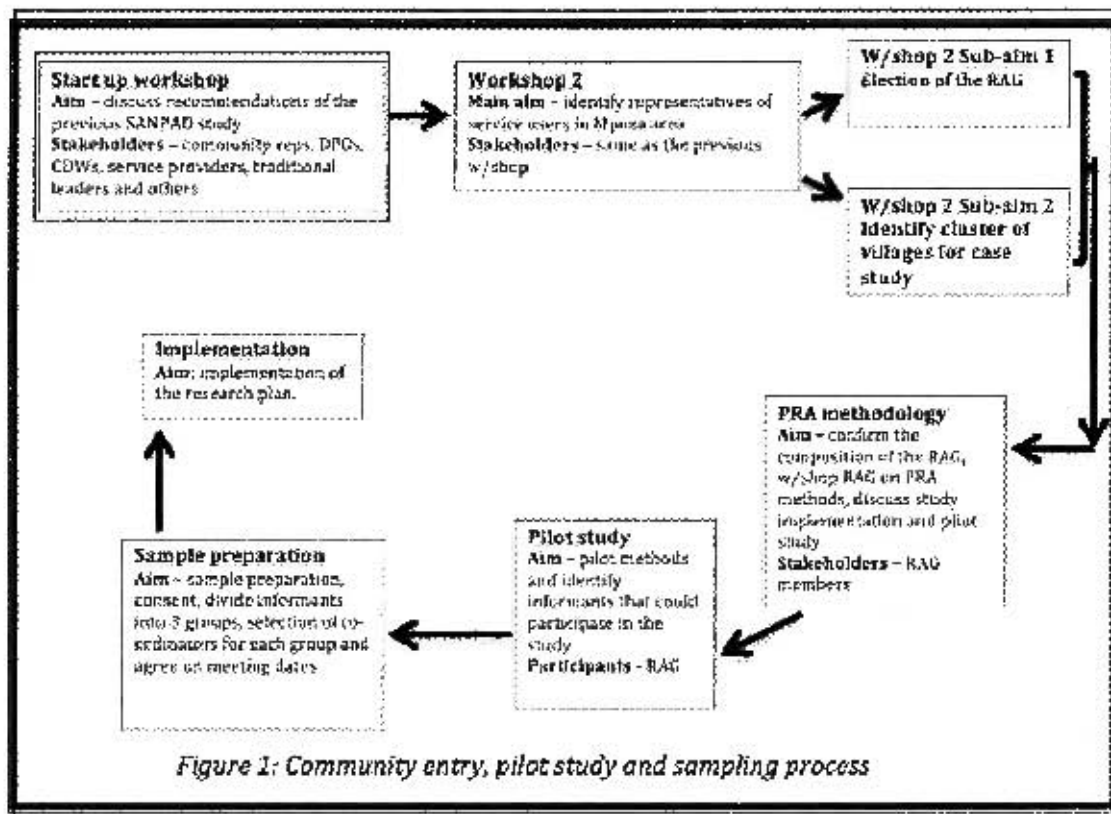 Start up workshop
Aim – discuss recommendations of the
previous SANPAD study
Stakeholders – community reps, DPOs,
CDWs, service providers, traditional
leaders and others
Workshop 2
Main aim – identify representatives of
service users in Mpusa area
Stakeholders – same as the previous
w/shop
W/shop 2 Sub-aim 1
Election of the RAG
W/shop 2 Sub-aim 2
Identify cluster of
villages for case
study
PRA methodology
Aim – confirm the
composition of the RAG,
w/shop RAG on PRA
methods, discuss study
implementation and pilot
study
Stakeholders – RAG
members
Pilot study
Aim – pilot methods
and identify
informants that could
participate in the
study
Participants - RAG
Sample preparation
Aim – sample preparation,
consent, divide informants
into 3 groups, selection of co-
ordinators for each group and
agree on meeting dates
Implementation
Aim: implementation of
the research plan.
Figure 1: Community entry, pilot study and sampling process